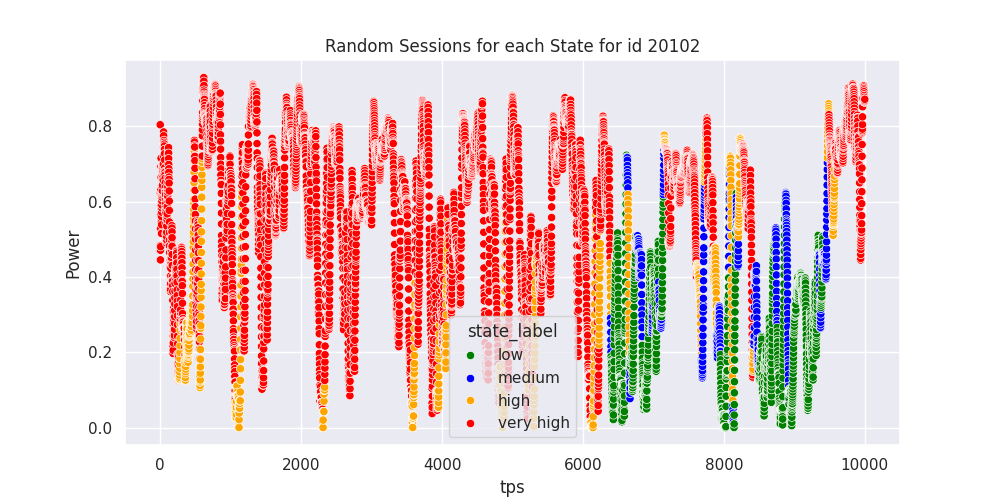 Random Sessions for each State for id 20102
Power
0.8
0.6
0.4
0.2
0.0
state_label
low
medium
high
very high
0 2000 4000 6000 8000 10000
tps